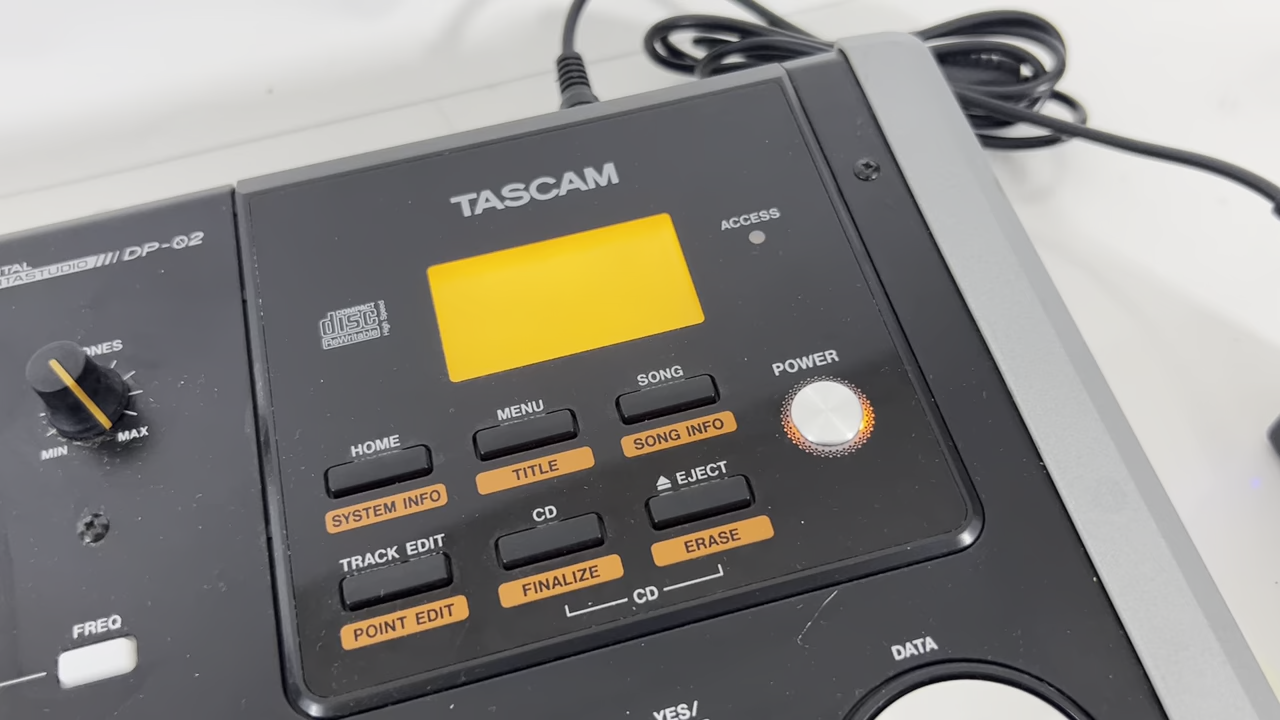 TASCAM
ACCESS
DP-02
COMPACT
disc
ReWritable
High Speed
POWER
SONG
SONG INFO
MENU
TITLE
HOME
SYSTEM INFO
EJECT
ERASE
CD
FINALIZE
TRACK EDIT
POINT EDIT
CD
MIN
MAX
FREQ
DATA
YES/